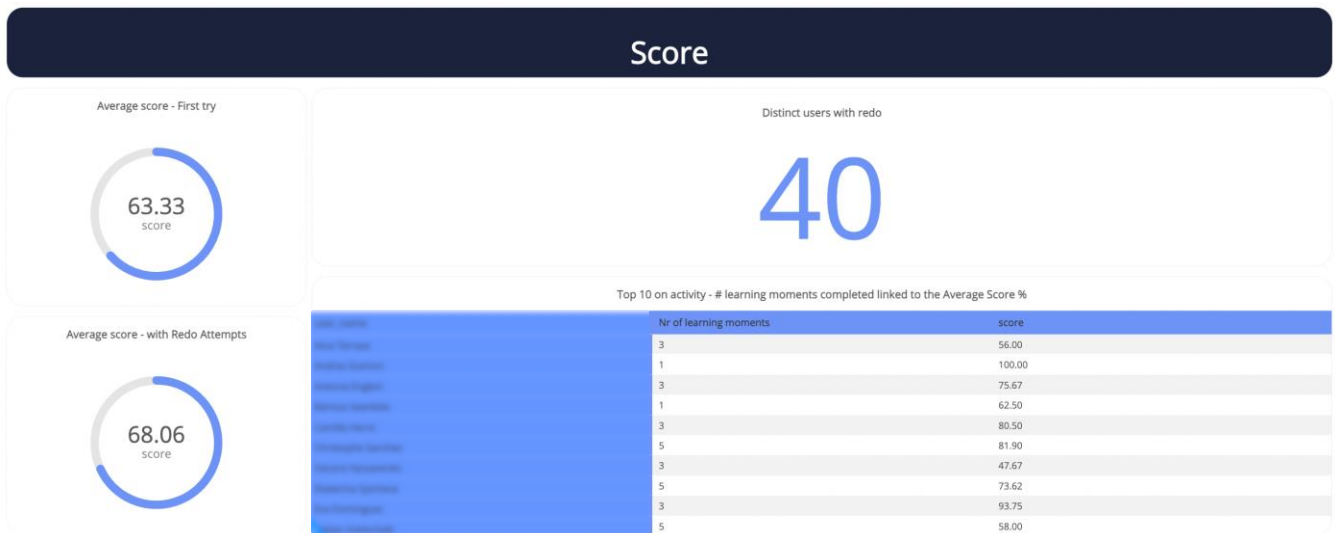 Score
Average score - First try
63.33
score
Distinct users with redo
40
Average score - with Redo Attempts
68.06
score
Top 10 on activity - # learning moments completed linked to the Average Score %
Nr of learning moments score
3 56.00
1 100.00
3 75.67
1 62.50
3 80.50
5 81.90
3 47.67
5 73.62
3 93.75
5 58.00